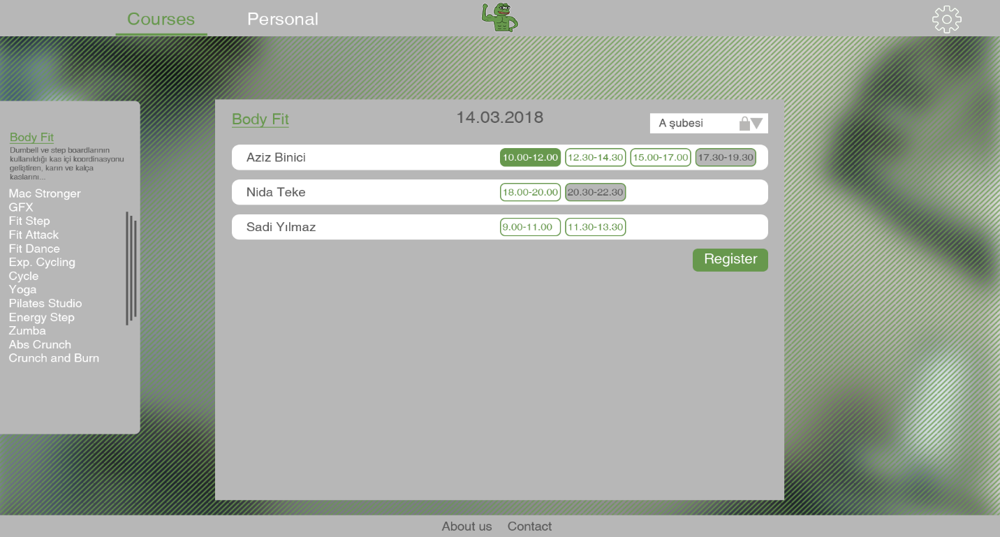 Courses Personal
Body Fit
Dumbell ve step boardlarının
kullanıldığı kas içi koordinasyonu
geliştiren, karın ve kalça
kaslarını...
Mac Stronger
GFX
Fit Step
Fit Attack
Fit Dance
Exp. Cycling
Cycle
Yoga
Pilates Studio
Energy Step
Zumba
Abs Crunch
Crunch and Burn
Body Fit 14.03.2018 A şubesi
Aziz Binici 10.00-12.00 12.30-14.30 15.00-17.00 17.30-19.30
Nida Teke 18.00-20.00 20.30-22.30
Sadi Yılmaz 9.00-11.00 11.30-13.30
Register
About us Contact